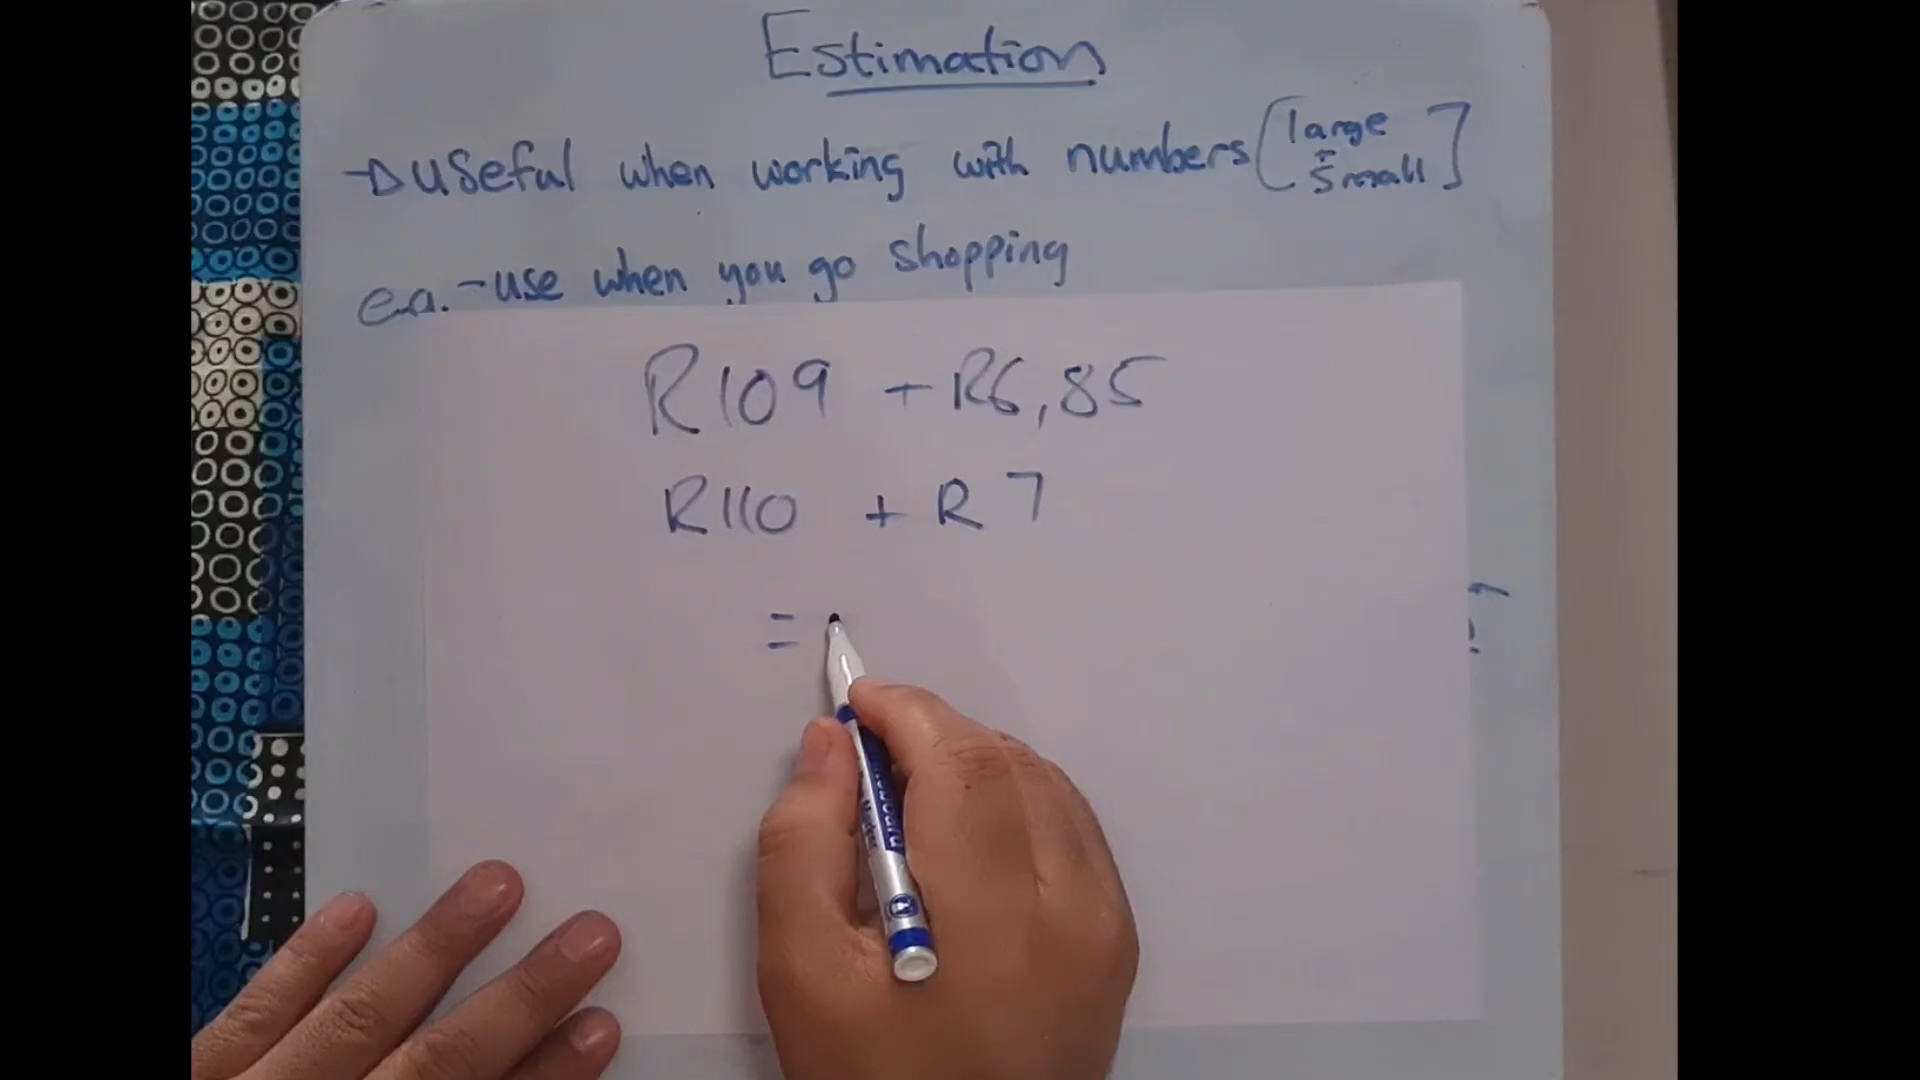 Estimation
→ useful when working with numbers [large + small]
e.g. - use when you go shopping
R109 + R6,85
R110 + R7
=